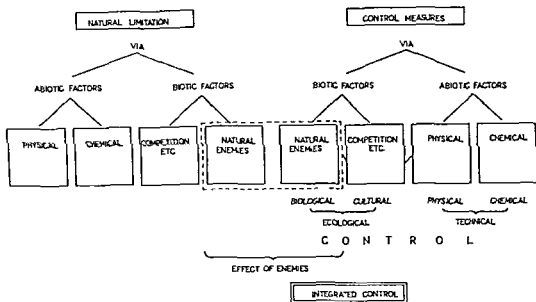 NATURAL LIMITATION CONTROL MEASURES
VIA VIA
ABIOTIC FACTORS BIOTIC FACTORS BIOTIC FACTORS ABIOTIC FACTORS
PHYSICAL CHEMICAL COMPETITION NATURAL NATURAL COMPETITION PHYSICAL CHEMICAL
ETC. ENEMIES ENEMIES ETC.
BIOLOGICAL CULTURAL PHYSICAL CHEMICAL
ECOLOGICAL TECHNICAL
CONTROL
EFFECT OF ENEMIES
INTEGRATED CONTROL